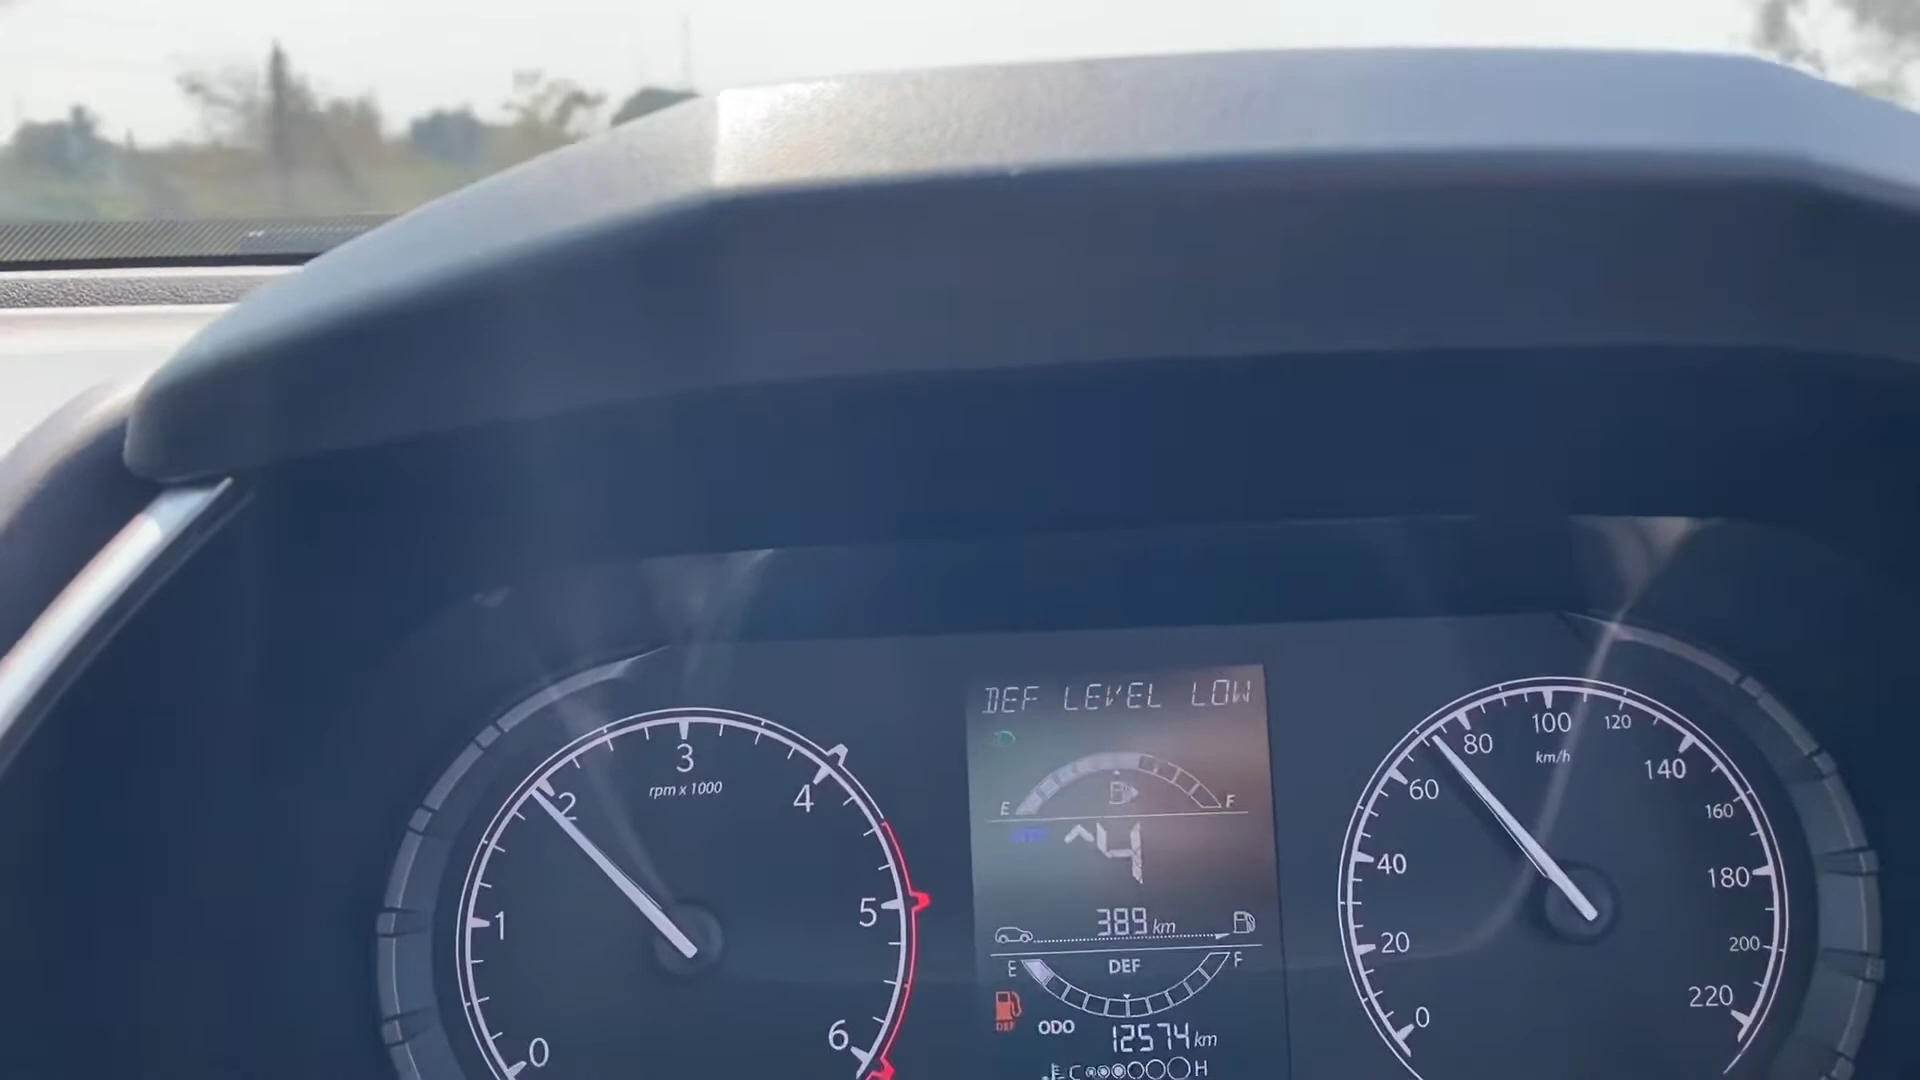 DEF LEVEL LOW
E F
4
389 km
E DEF F
DEF
ODO 12574 km
C H
0
1
2
3
4
5
6
rpm x 1000
0
20
40
60
80
100
120
140
160
180
200
220
km/h